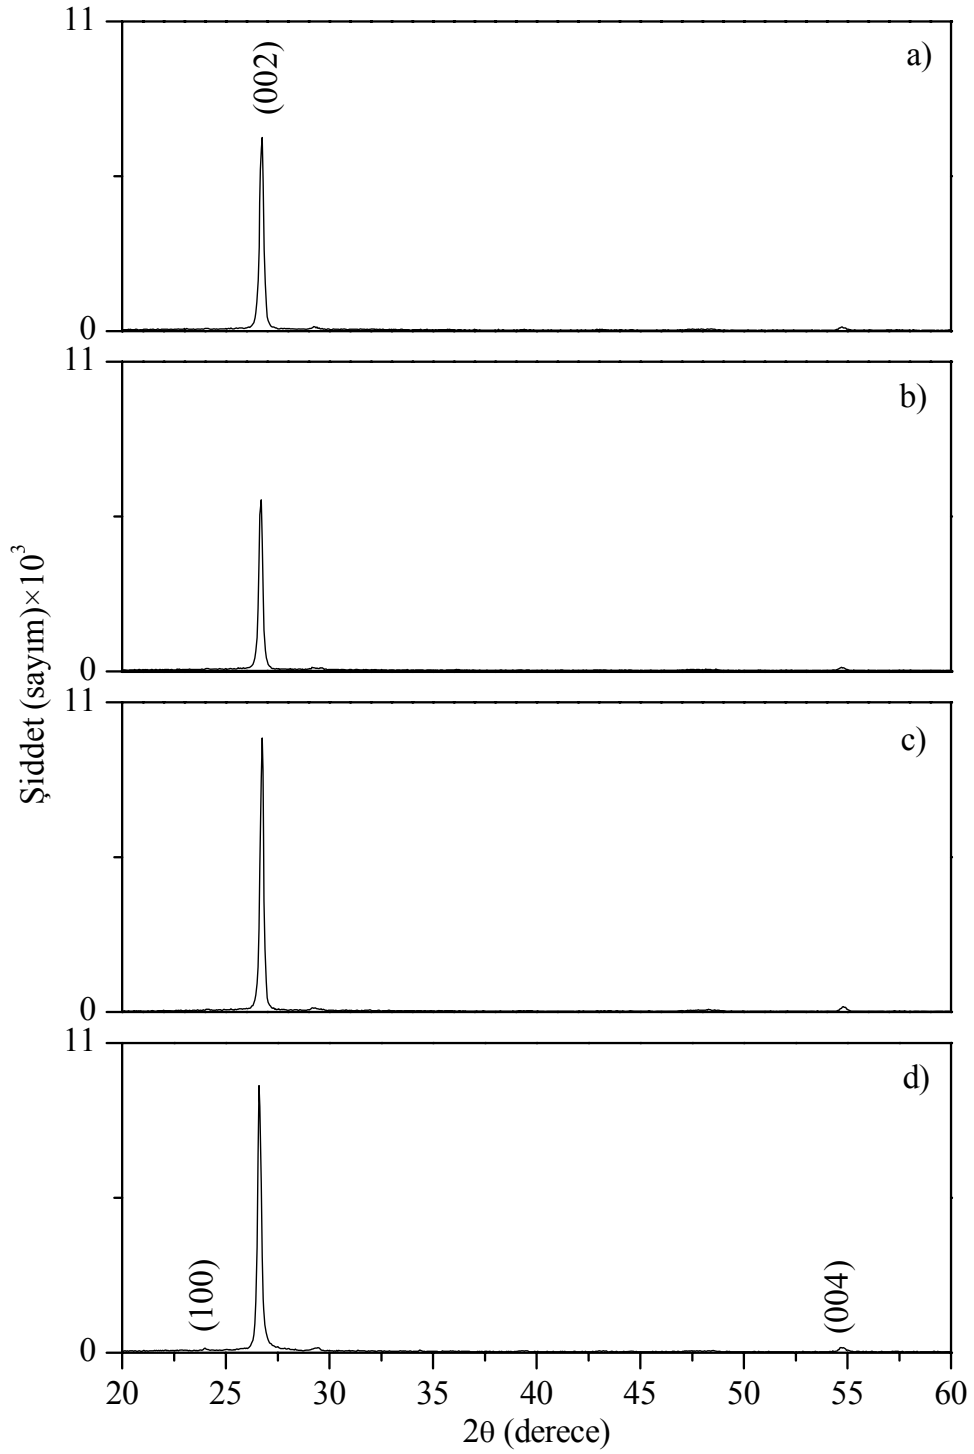 11
(002)
a)
0
11
b)
0
Şiddet (sayım)×10³
11
c)
0
11
d)
(100)
(004)
0
20 25 30 35 40 45 50 55 60
2θ (derece)